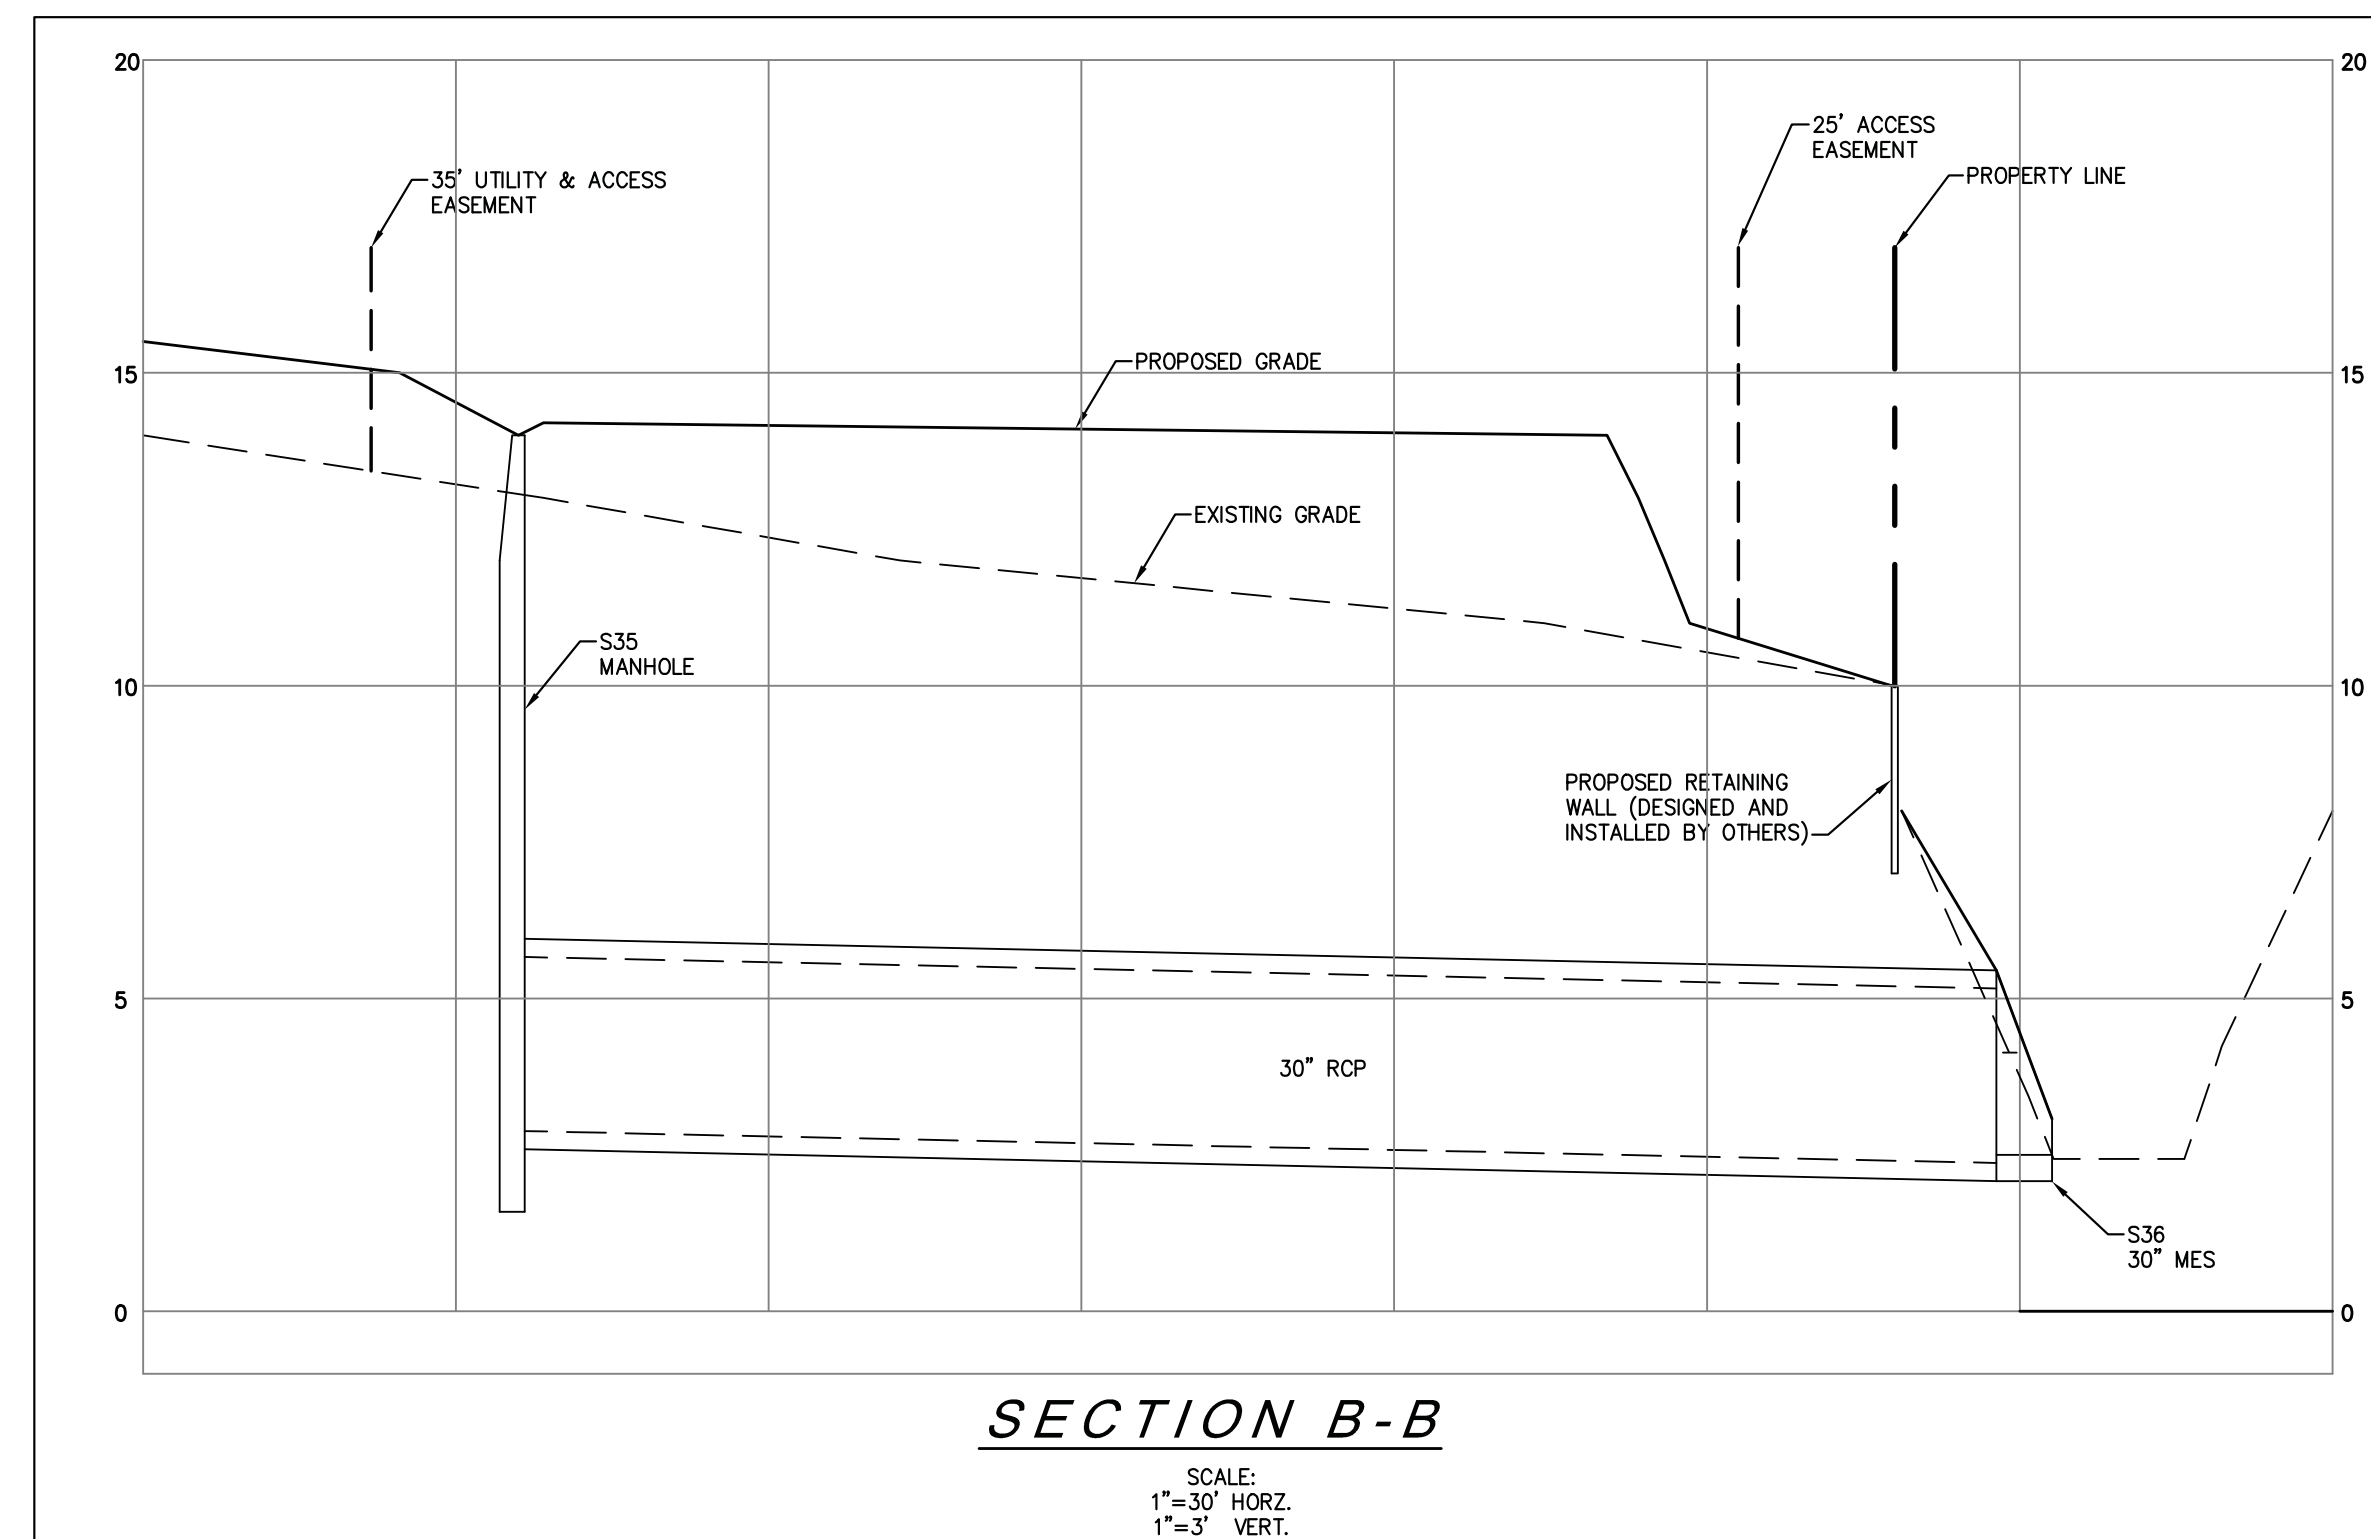 20
20
25' ACCESS
EASEMENT
35' UTILITY & ACCESS
EASEMENT
PROPERTY LINE
PROPOSED GRADE
15
15
EXISTING GRADE
S35
MANHOLE
10
10
PROPOSED RETAINING
WALL (DESIGNED AND
INSTALLED BY OTHERS)
5
5
30" RCP
S36
30" MES
0
0
SECTION B-B
SCALE:
1"=30' HORZ.
1"=3' VERT.